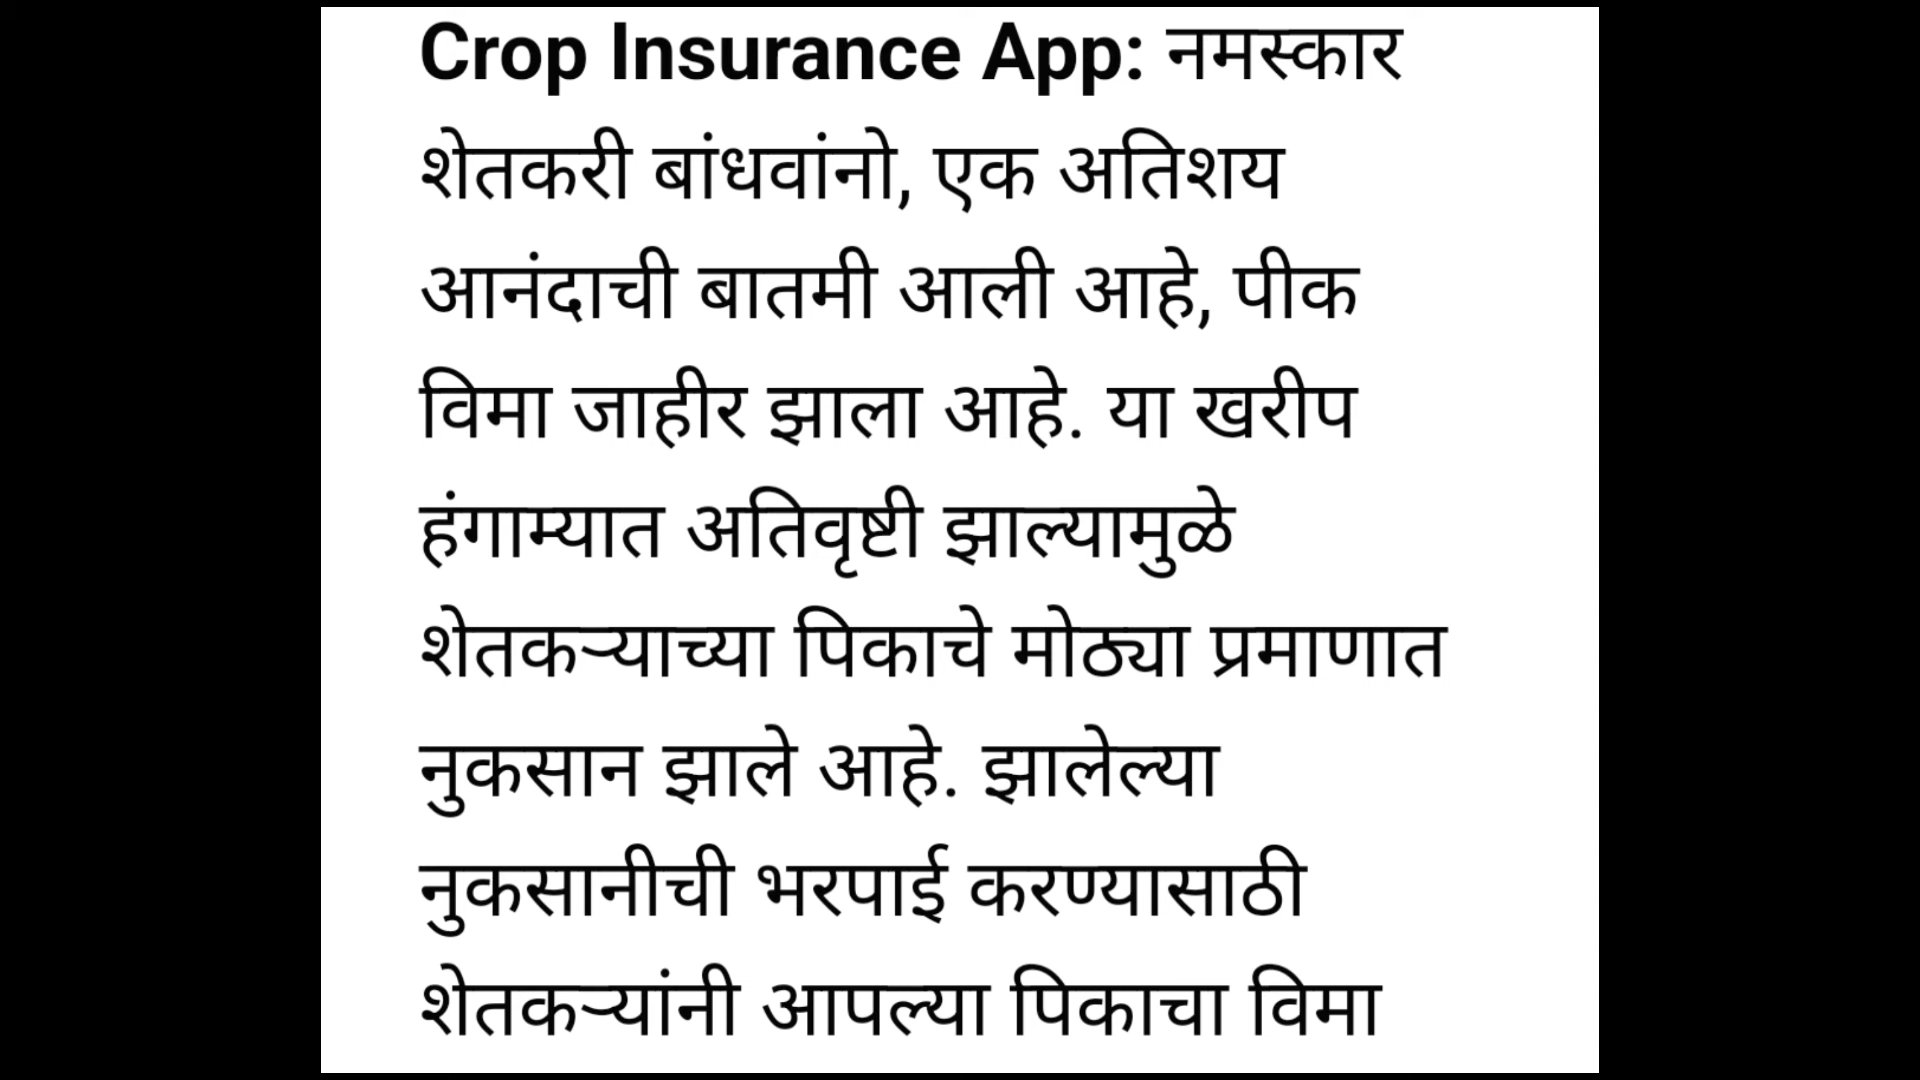 Crop Insurance App: नमस्कार
शेतकरी बांधवांनो, एक अतिशय
आनंदाची बातमी आली आहे, पीक
विमा जाहीर झाला आहे. या खरीप
हंगाम्यात अतिवृष्टी झाल्यामुळे
शेतकऱ्याच्या पिकाचे मोठ्या प्रमाणात
नुकसान झाले आहे. झालेल्या
नुकसानीची भरपाई करण्यासाठी
शेतकऱ्यांनी आपल्या पिकाचा विमा